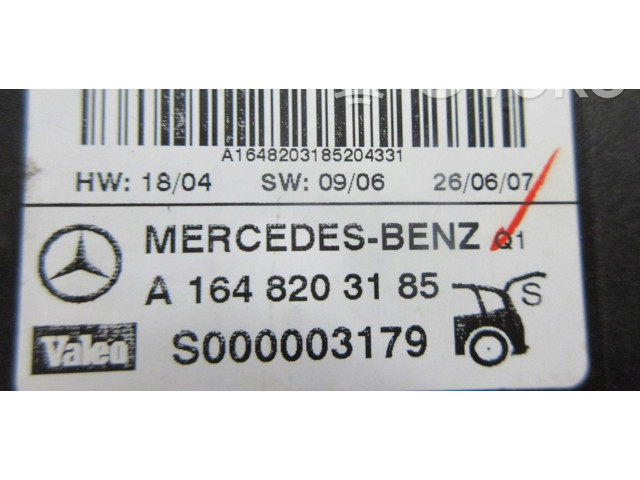 A1648203185204331
HW: 18/04 SW: 09/06 26/06/07
MERCEDES-BENZ Q1
A 164 820 31 85
S
Valeo S000003179